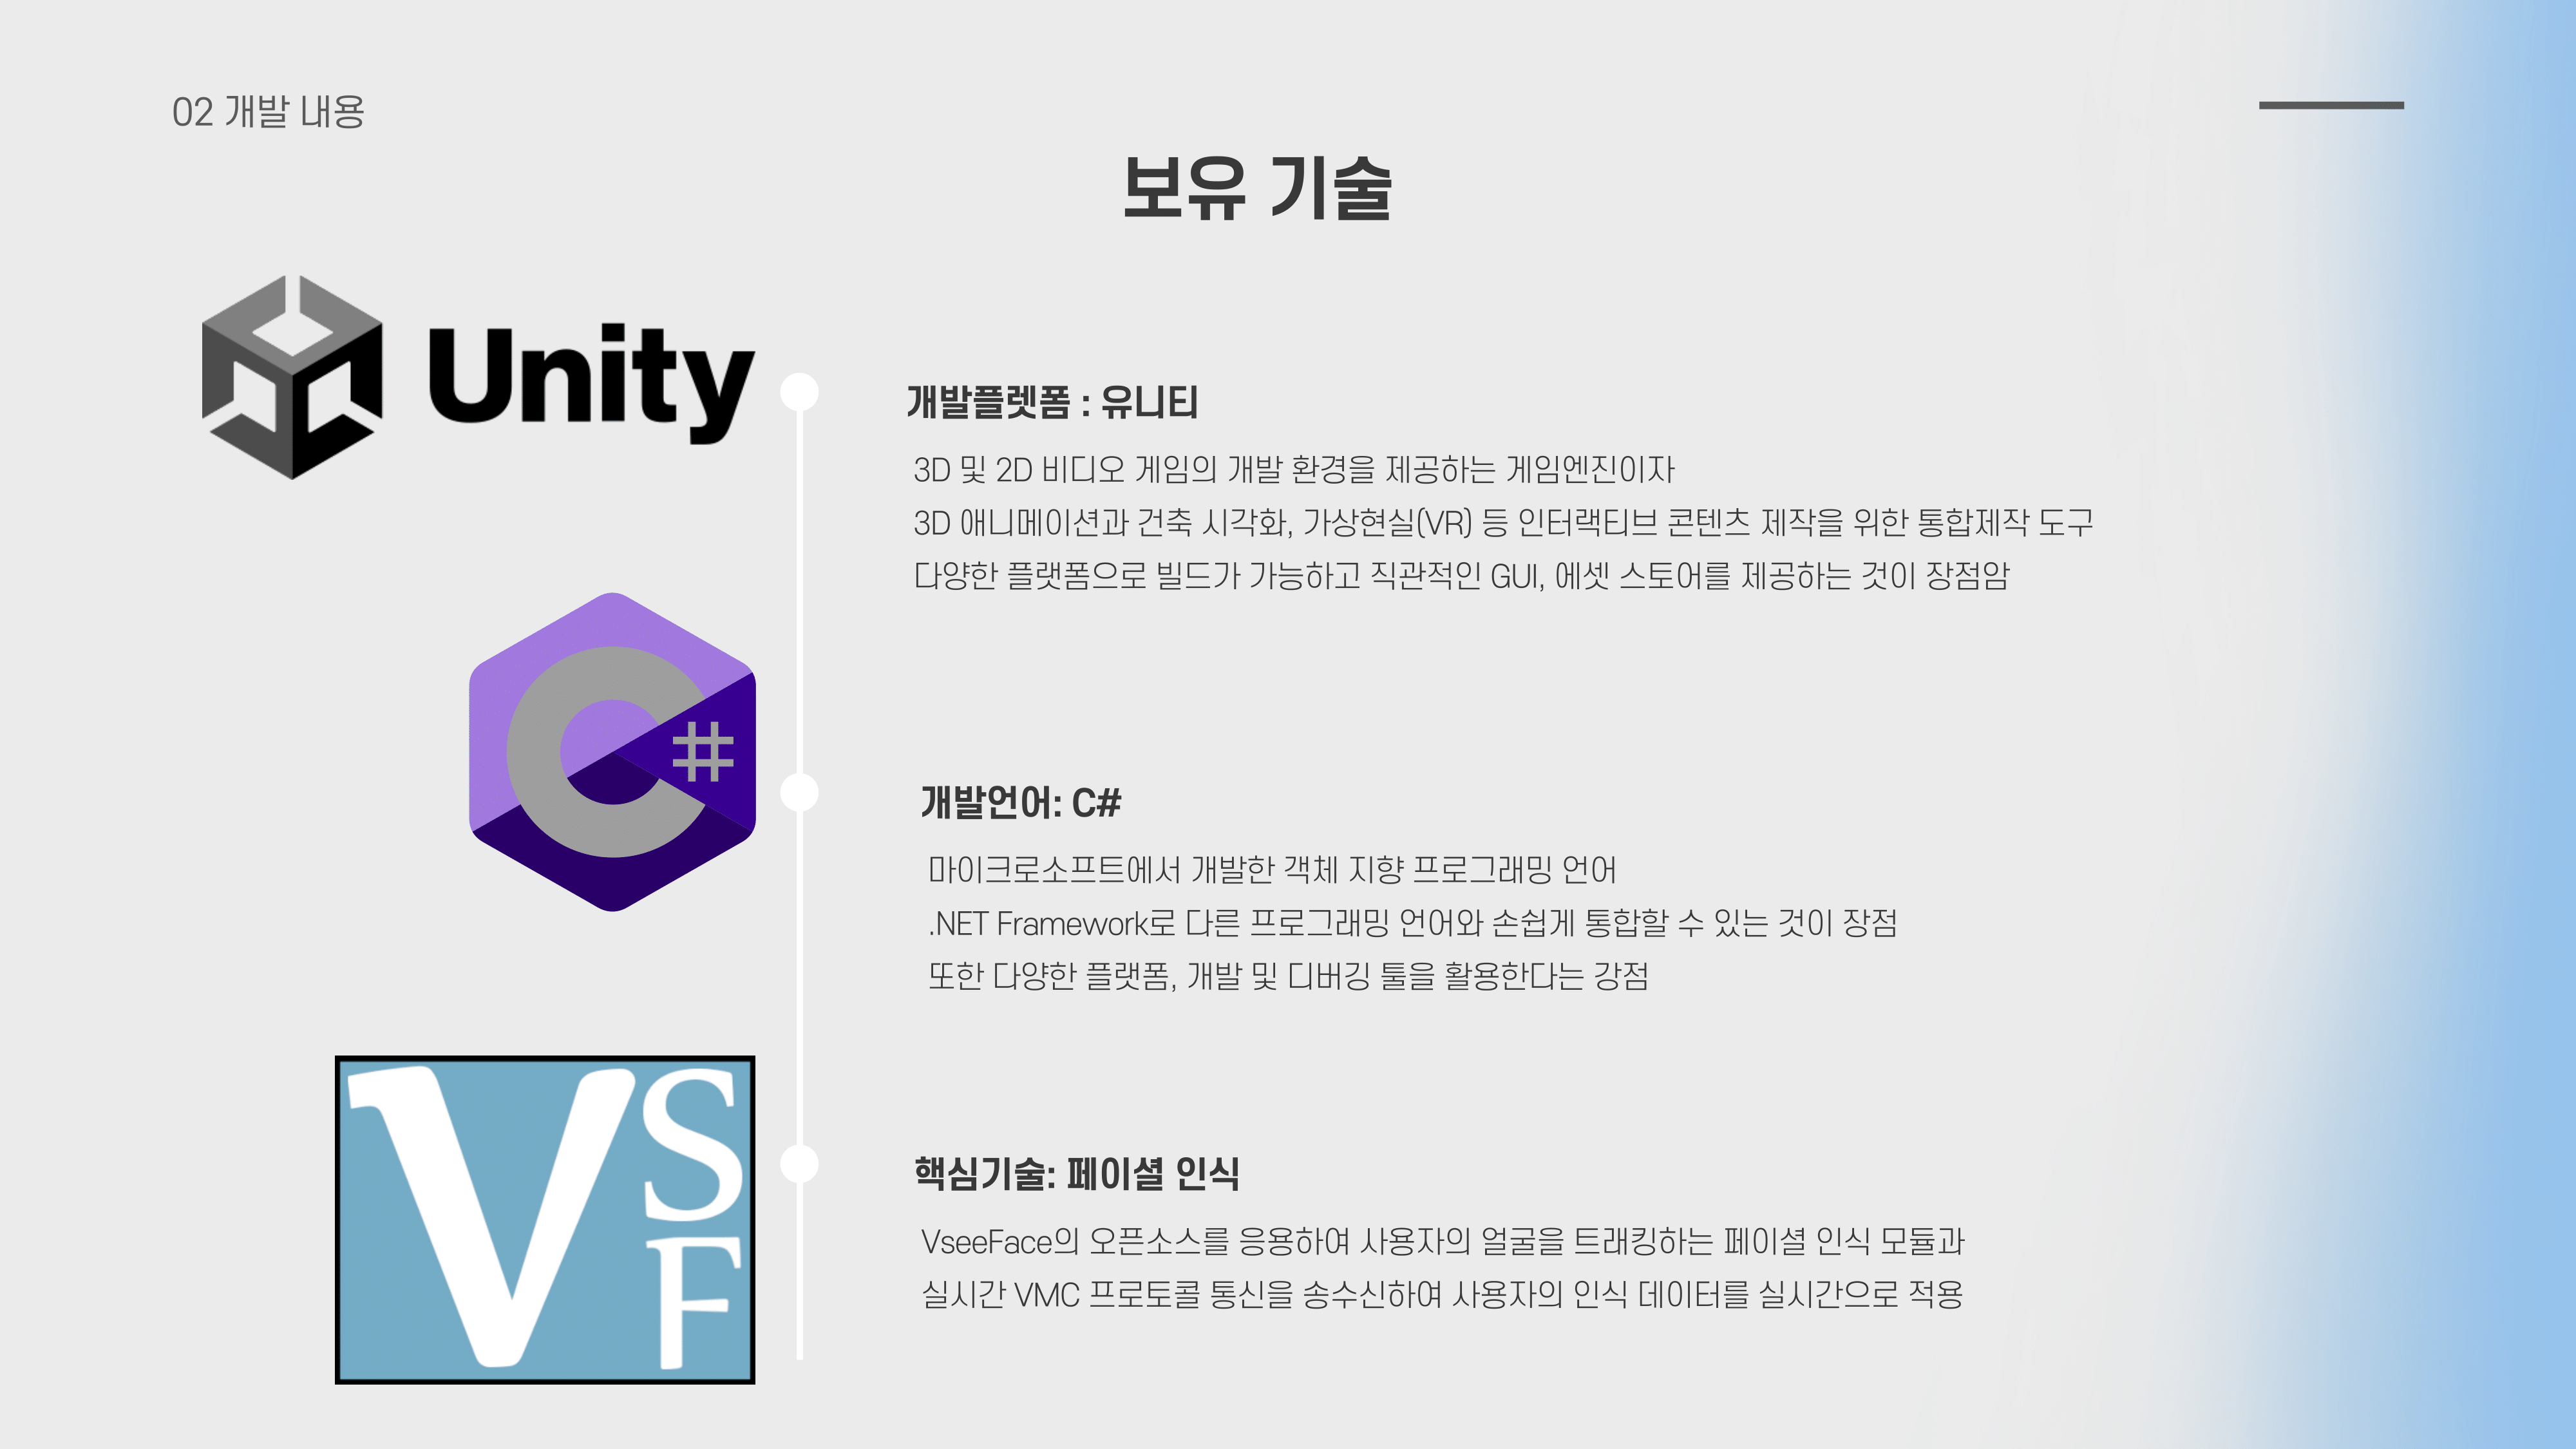 02 개발 내용
보유 기술
Unity
개발플렛폼 : 유니티
3D 및 2D 비디오 게임의 개발 환경을 제공하는 게임엔진이자
3D 애니메이션과 건축 시각화, 가상현실(VR) 등 인터랙티브 콘텐츠 제작을 위한 통합제작 도구
다양한 플랫폼으로 빌드가 가능하고 직관적인 GUI, 에셋 스토어를 제공하는 것이 장점암
C#
개발언어: C#
마이크로소프트에서 개발한 객체 지향 프로그래밍 언어
.NET Framework로 다른 프로그래밍 언어와 손쉽게 통합할 수 있는 것이 장점
또한 다양한 플랫폼, 개발 및 디버깅 툴을 활용한다는 강점
VSF
핵심기술: 페이셜 인식
VseeFace의 오픈소스를 응용하여 사용자의 얼굴을 트래킹하는 페이셜 인식 모듈과
실시간 VMC 프로토콜 통신을 송수신하여 사용자의 인식 데이터를 실시간으로 적용